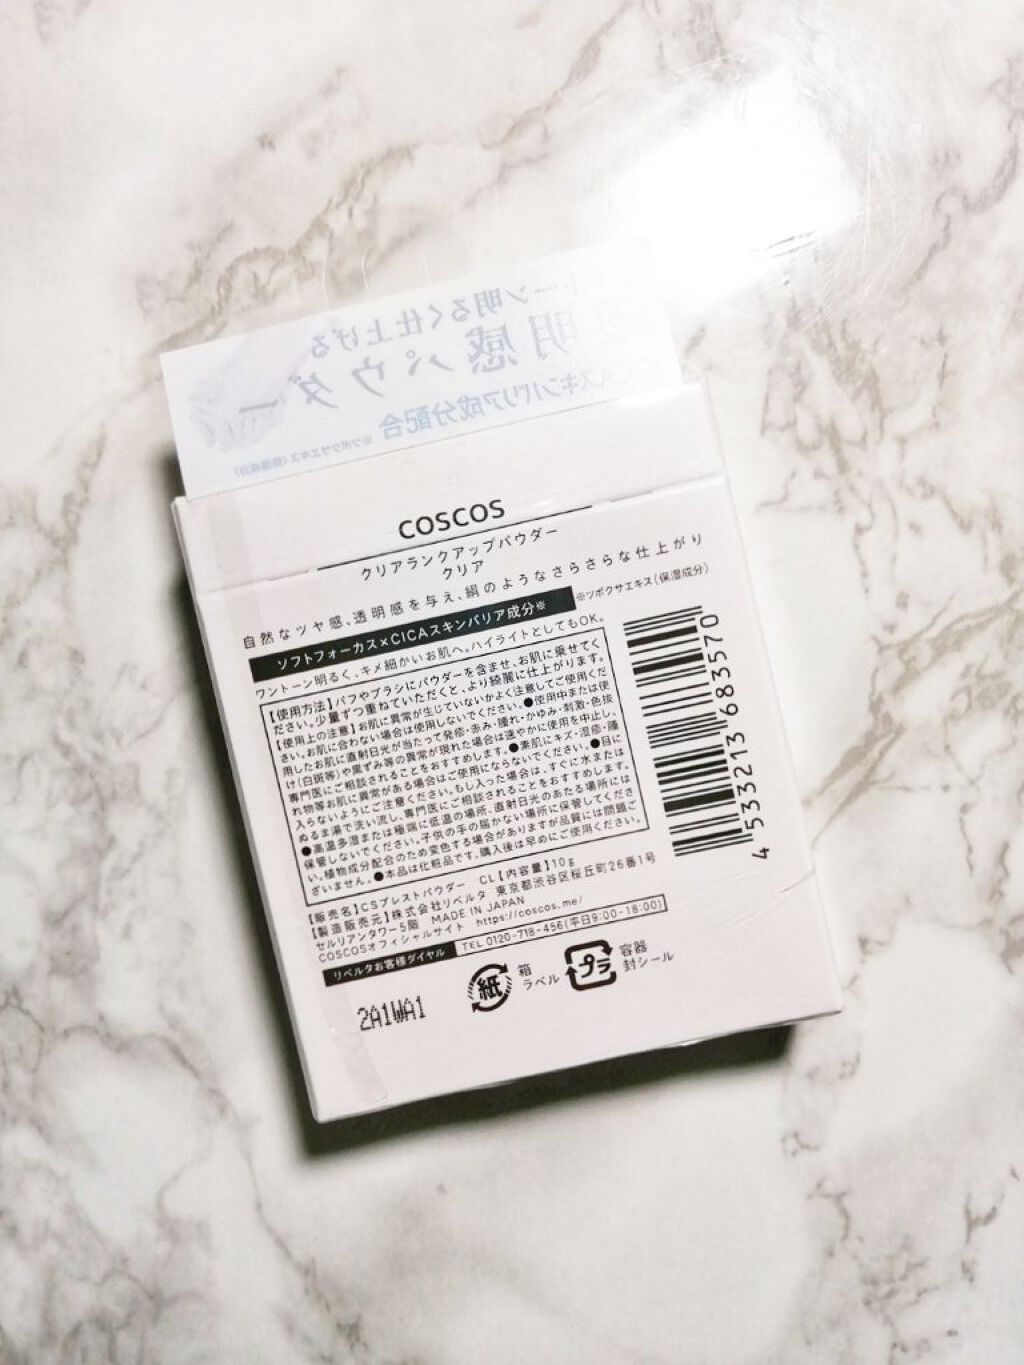 ーン明るく仕上げる
明感パウダー
スキンバリア成分配合
※ツボクサエキス(保湿成分)
COSCOS
クリアランクアップパウダー
クリア
自然なツヤ感、透明感を与え、絹のようなさらさらな仕上がり
ソフトフォーカス×CICAスキンバリア成分※
※ツボクサエキス(保湿成分)
ワントーン明るく、キメ細かいお肌へ。ハイライトとしてもOK。
【使用方法】パフやブラシにパウダーを含ませ、お肌に乗せてく
ださい。少量ずつ重ねていただくと、より綺麗に仕上がります。
【使用上の注意】お肌に異常が生じていないかよく注意してご使用くだ
さい。お肌に合わない場合は使用しないでください。●使用中または使
用したお肌に直射日光が当たって発疹・赤み・腫れ・かゆみ・刺激・色抜
け(白斑等)や黒ずみ等の異常が現れた場合は速やかに使用を中止し、
専門医にご相談されることをおすすめします。●素肌にキズ・湿疹・腫
れ物等お肌に異常がある場合はご使用にならないでください。●目に
入らないようにご注意ください。もし入った場合は、すぐに水または
ぬるま湯で洗い流し、専門医にご相談されることをおすすめします。
●高温多湿または極端に低温の場所、直射日光のあたる場所には
保管しないでください。子供の手の届かない場所に保管してくださ
い。植物成分配合のため変色する場合がありますが品質には問題ご
ざいません。●本品は化粧品です。購入後は早めにご使用ください。
4 533213 683570
【販売名】CSプレストパウダー CL【内容量】10g
【製造販売元】株式会社リベルタ 東京都渋谷区桜丘町26番1号
セルリアンタワー5階 MADE IN JAPAN
COSCOSオフィシャルサイト https://coscos.me/
リベルタお客様ダイヤル TEL 0120-718-456(平日9:00-18:00)
紙 箱 ラベル プラ 容器 封シール
2A1WA1